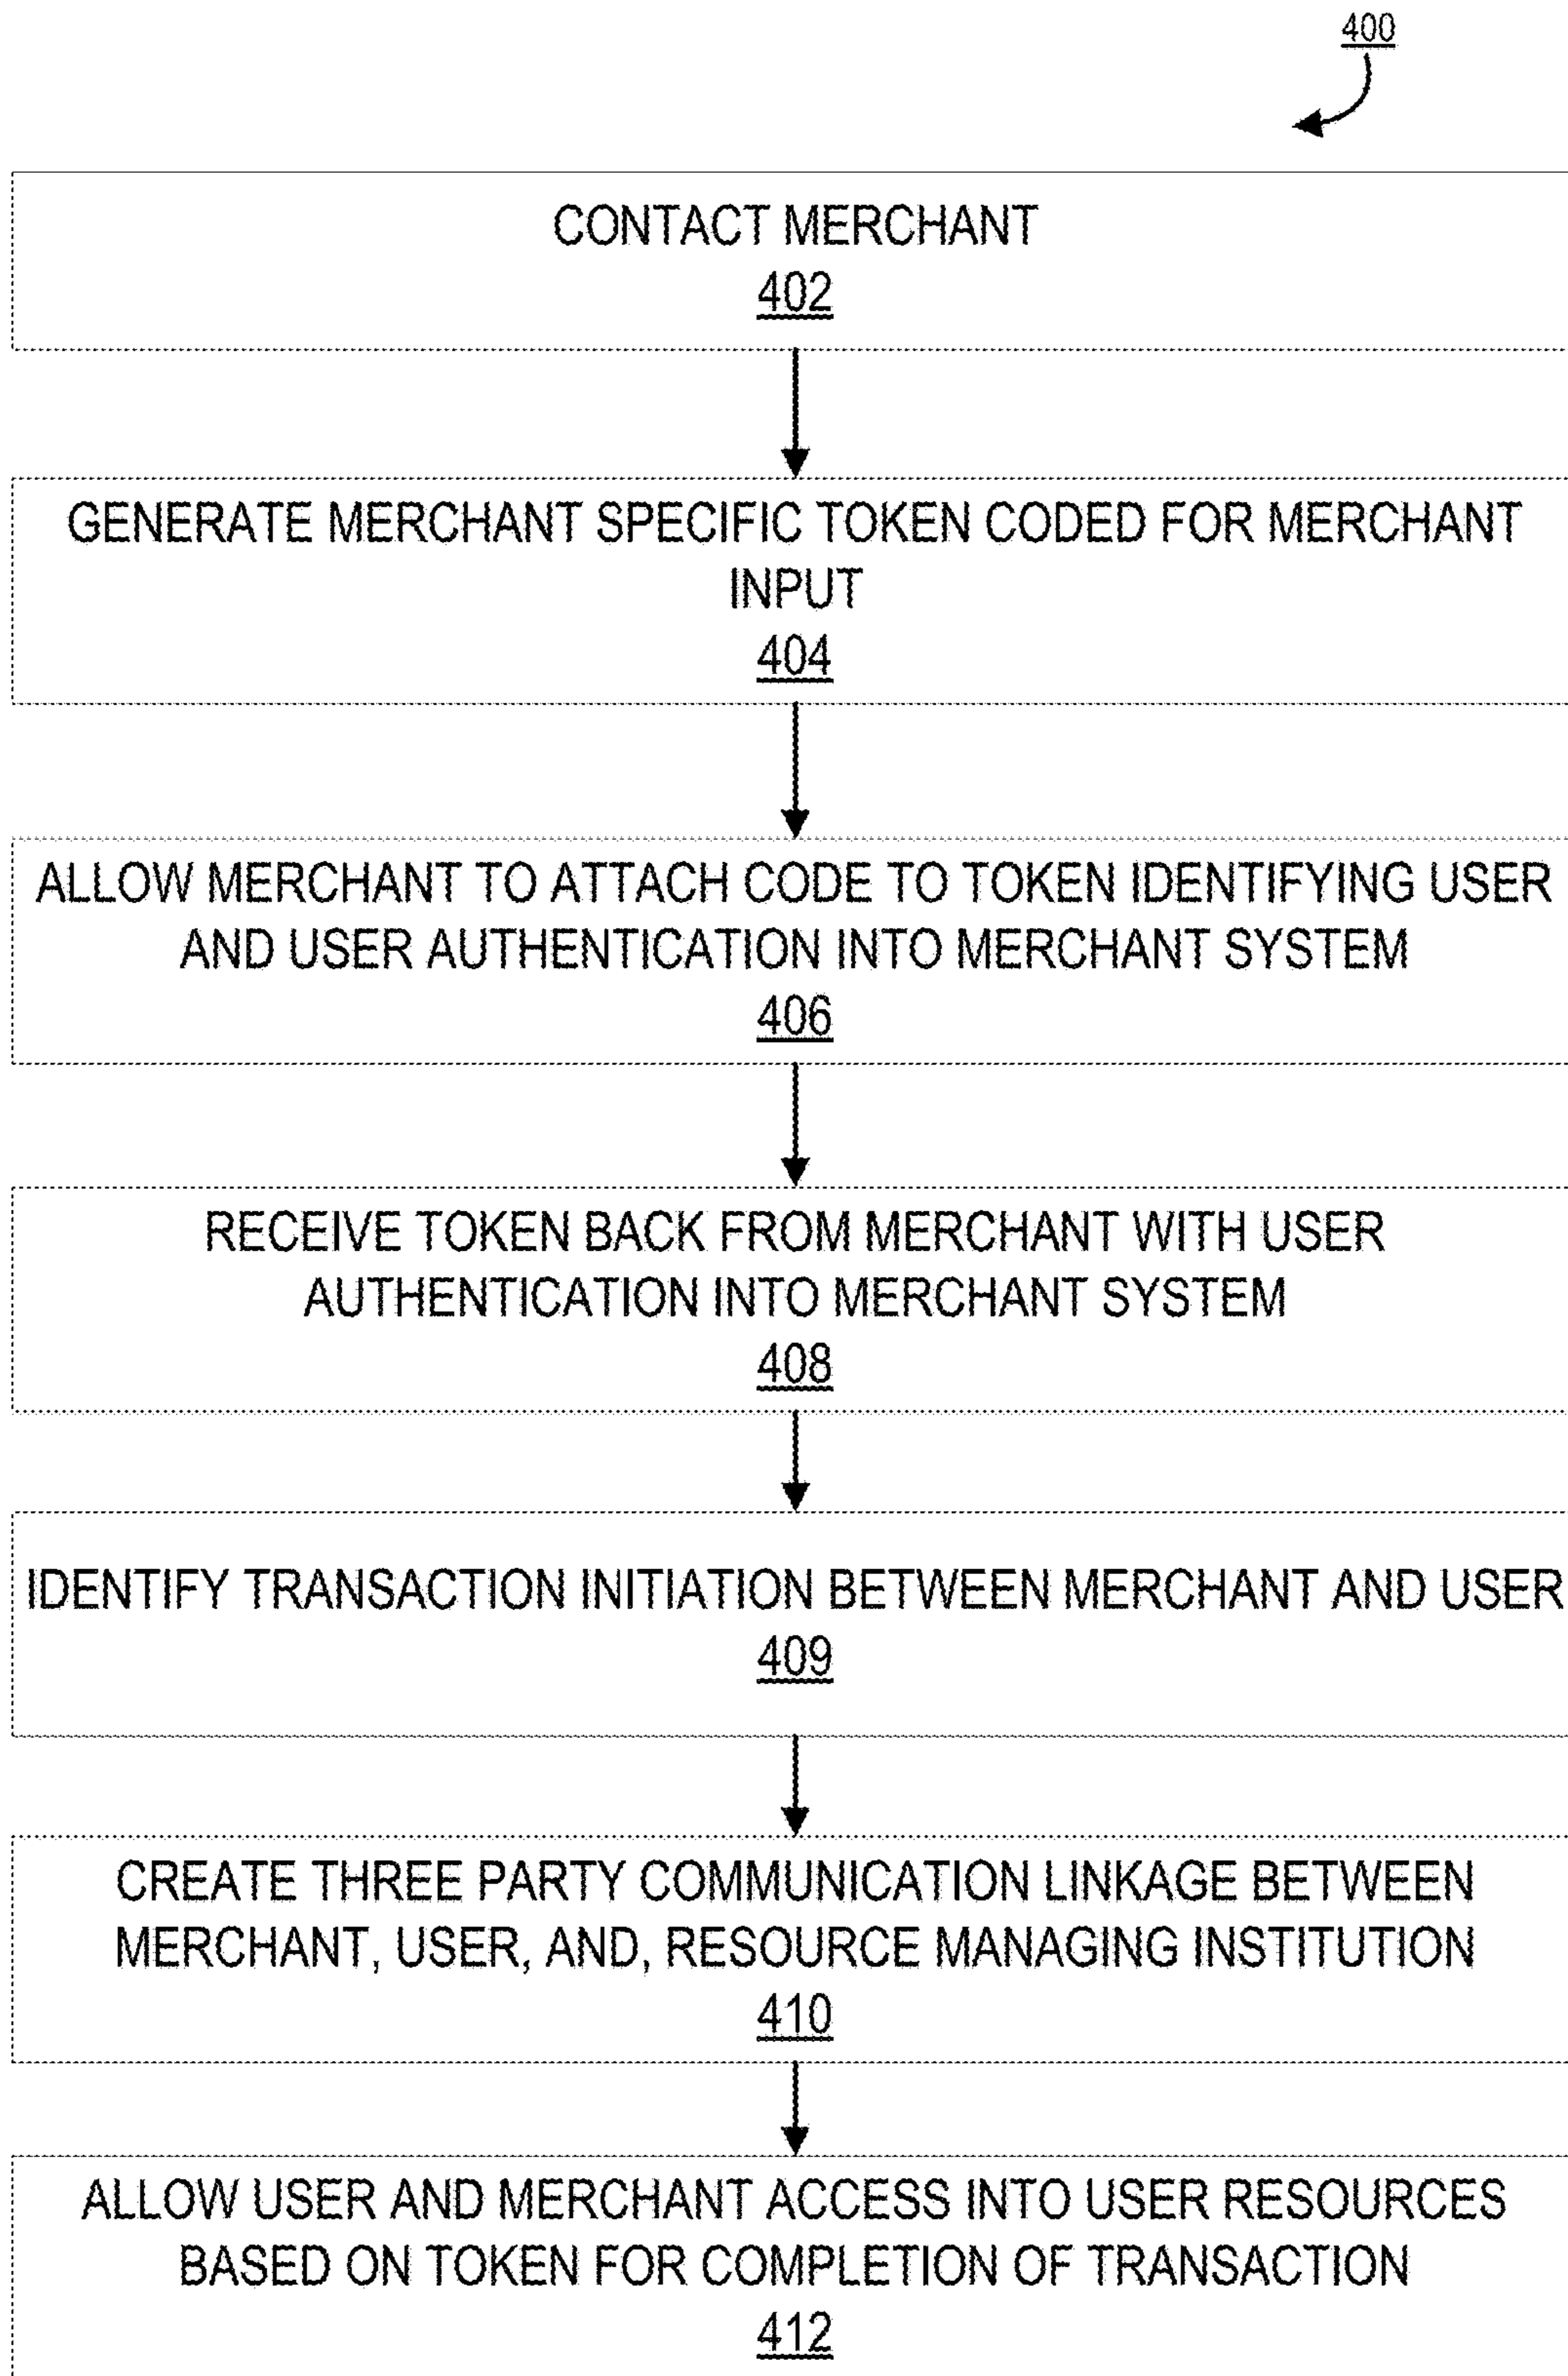 400
CONTACT MERCHANT
402
GENERATE MERCHANT SPECIFIC TOKEN CODED FOR MERCHANT
INPUT
404
ALLOW MERCHANT TO ATTACH CODE TO TOKEN IDENTIFYING USER
AND USER AUTHENTICATION INTO MERCHANT SYSTEM
406
RECEIVE TOKEN BACK FROM MERCHANT WITH USER
AUTHENTICATION INTO MERCHANT SYSTEM
408
IDENTIFY TRANSACTION INITIATION BETWEEN MERCHANT AND USER
409
CREATE THREE PARTY COMMUNICATION LINKAGE BETWEEN
MERCHANT, USER, AND, RESOURCE MANAGING INSTITUTION
410
ALLOW USER AND MERCHANT ACCESS INTO USER RESOURCES
BASED ON TOKEN FOR COMPLETION OF TRANSACTION
412